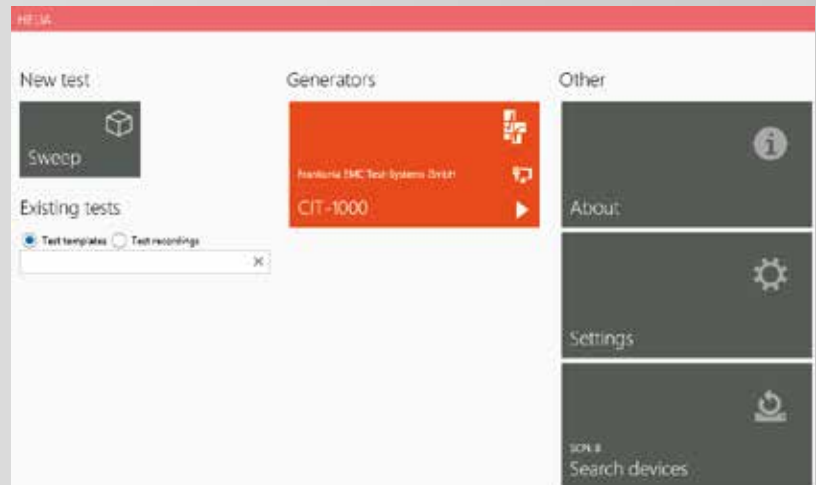 HELIA
New test
Generators
Other
Sweep
Frankonia EMC Test-Systems GmbH
CIT-1000
About
Existing tests
Test templates Test recordings
Settings
Search devices